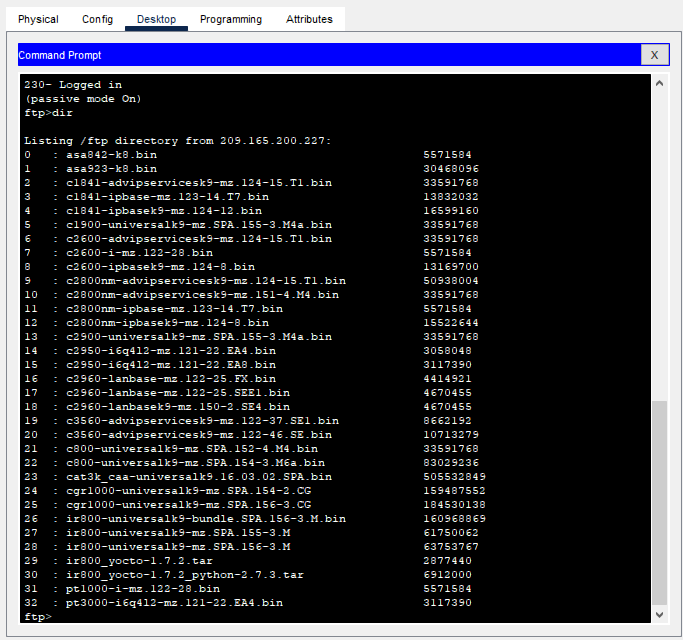 Physical Config Desktop Programming Attributes
Command Prompt X
230- Logged in
(passive mode On)
ftp>dir
Listing /ftp directory from 209.165.200.227:
0 : asa842-k8.bin 5571584
1 : asa923-k8.bin 30468096
2 : c1841-advipservicesk9-mz.124-15.T1.bin 33591768
3 : c1841-ipbase-mz.123-14.T7.bin 13832032
4 : c1841-ipbasek9-mz.124-12.bin 16599160
5 : c1900-universalk9-mz.SPA.155-3.M4a.bin 33591768
6 : c2600-advipservicesk9-mz.124-15.T1.bin 33591768
7 : c2600-i-mz.122-28.bin 5571584
8 : c2600-ipbasek9-mz.124-8.bin 13169700
9 : c2800nm-advipservicesk9-mz.124-15.T1.bin 50938004
10 : c2800nm-advipservicesk9-mz.151-4.M4.bin 33591768
11 : c2800nm-ipbase-mz.123-14.T7.bin 5571584
12 : c2800nm-ipbasek9-mz.124-8.bin 15522644
13 : c2900-universalk9-mz.SPA.155-3.M4a.bin 33591768
14 : c2950-i6q4l2-mz.121-22.EA4.bin 3058048
15 : c2950-i6q4l2-mz.121-22.EA8.bin 3117390
16 : c2960-lanbase-mz.122-25.FX.bin 4414921
17 : c2960-lanbase-mz.122-25.SEE1.bin 4670455
18 : c2960-lanbasek9-mz.150-2.SE4.bin 4670455
19 : c3560-advipservicesk9-mz.122-37.SE1.bin 8662192
20 : c3560-advipservicesk9-mz.122-46.SE.bin 10713279
21 : c800-universalk9-mz.SPA.152-4.M4.bin 33591768
22 : c800-universalk9-mz.SPA.154-3.M6a.bin 83029236
23 : cat3k_caa-universalk9.16.03.02.SPA.bin 505532849
24 : cgr1000-universalk9-mz.SPA.154-2.CG 159487552
25 : cgr1000-universalk9-mz.SPA.156-3.CG 184530138
26 : ir800-universalk9-bundle.SPA.156-3.M.bin 160968869
27 : ir800-universalk9-mz.SPA.155-3.M 61750062
28 : ir800-universalk9-mz.SPA.156-3.M 63753767
29 : ir800_yocto-1.7.2.tar 2877440
30 : ir800_yocto-1.7.2_python-2.7.3.tar 6912000
31 : pt1000-i-mz.122-28.bin 5571584
32 : pt3000-i6q4l2-mz.121-22.EA4.bin 3117390
ftp>